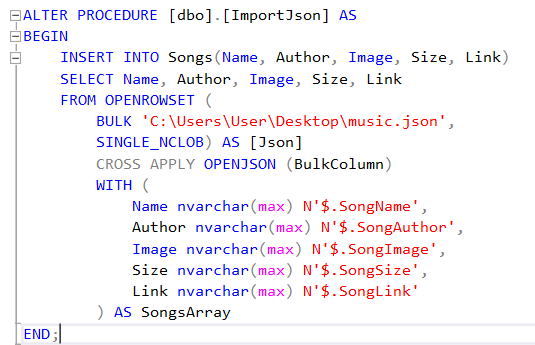 ALTER PROCEDURE [dbo].[ImportJson] AS
BEGIN
INSERT INTO Songs(Name, Author, Image, Size, Link)
SELECT Name, Author, Image, Size, Link
FROM OPENROWSET (
BULK 'C:\Users\User\Desktop\music.json',
SINGLE_NCLOB) AS [Json]
CROSS APPLY OPENJSON (BulkColumn)
WITH (
Name nvarchar(max) N'$.SongName',
Author nvarchar(max) N'$.SongAuthor',
Image nvarchar(max) N'$.SongImage',
Size nvarchar(max) N'$.SongSize',
Link nvarchar(max) N'$.SongLink'
) AS SongsArray
END;